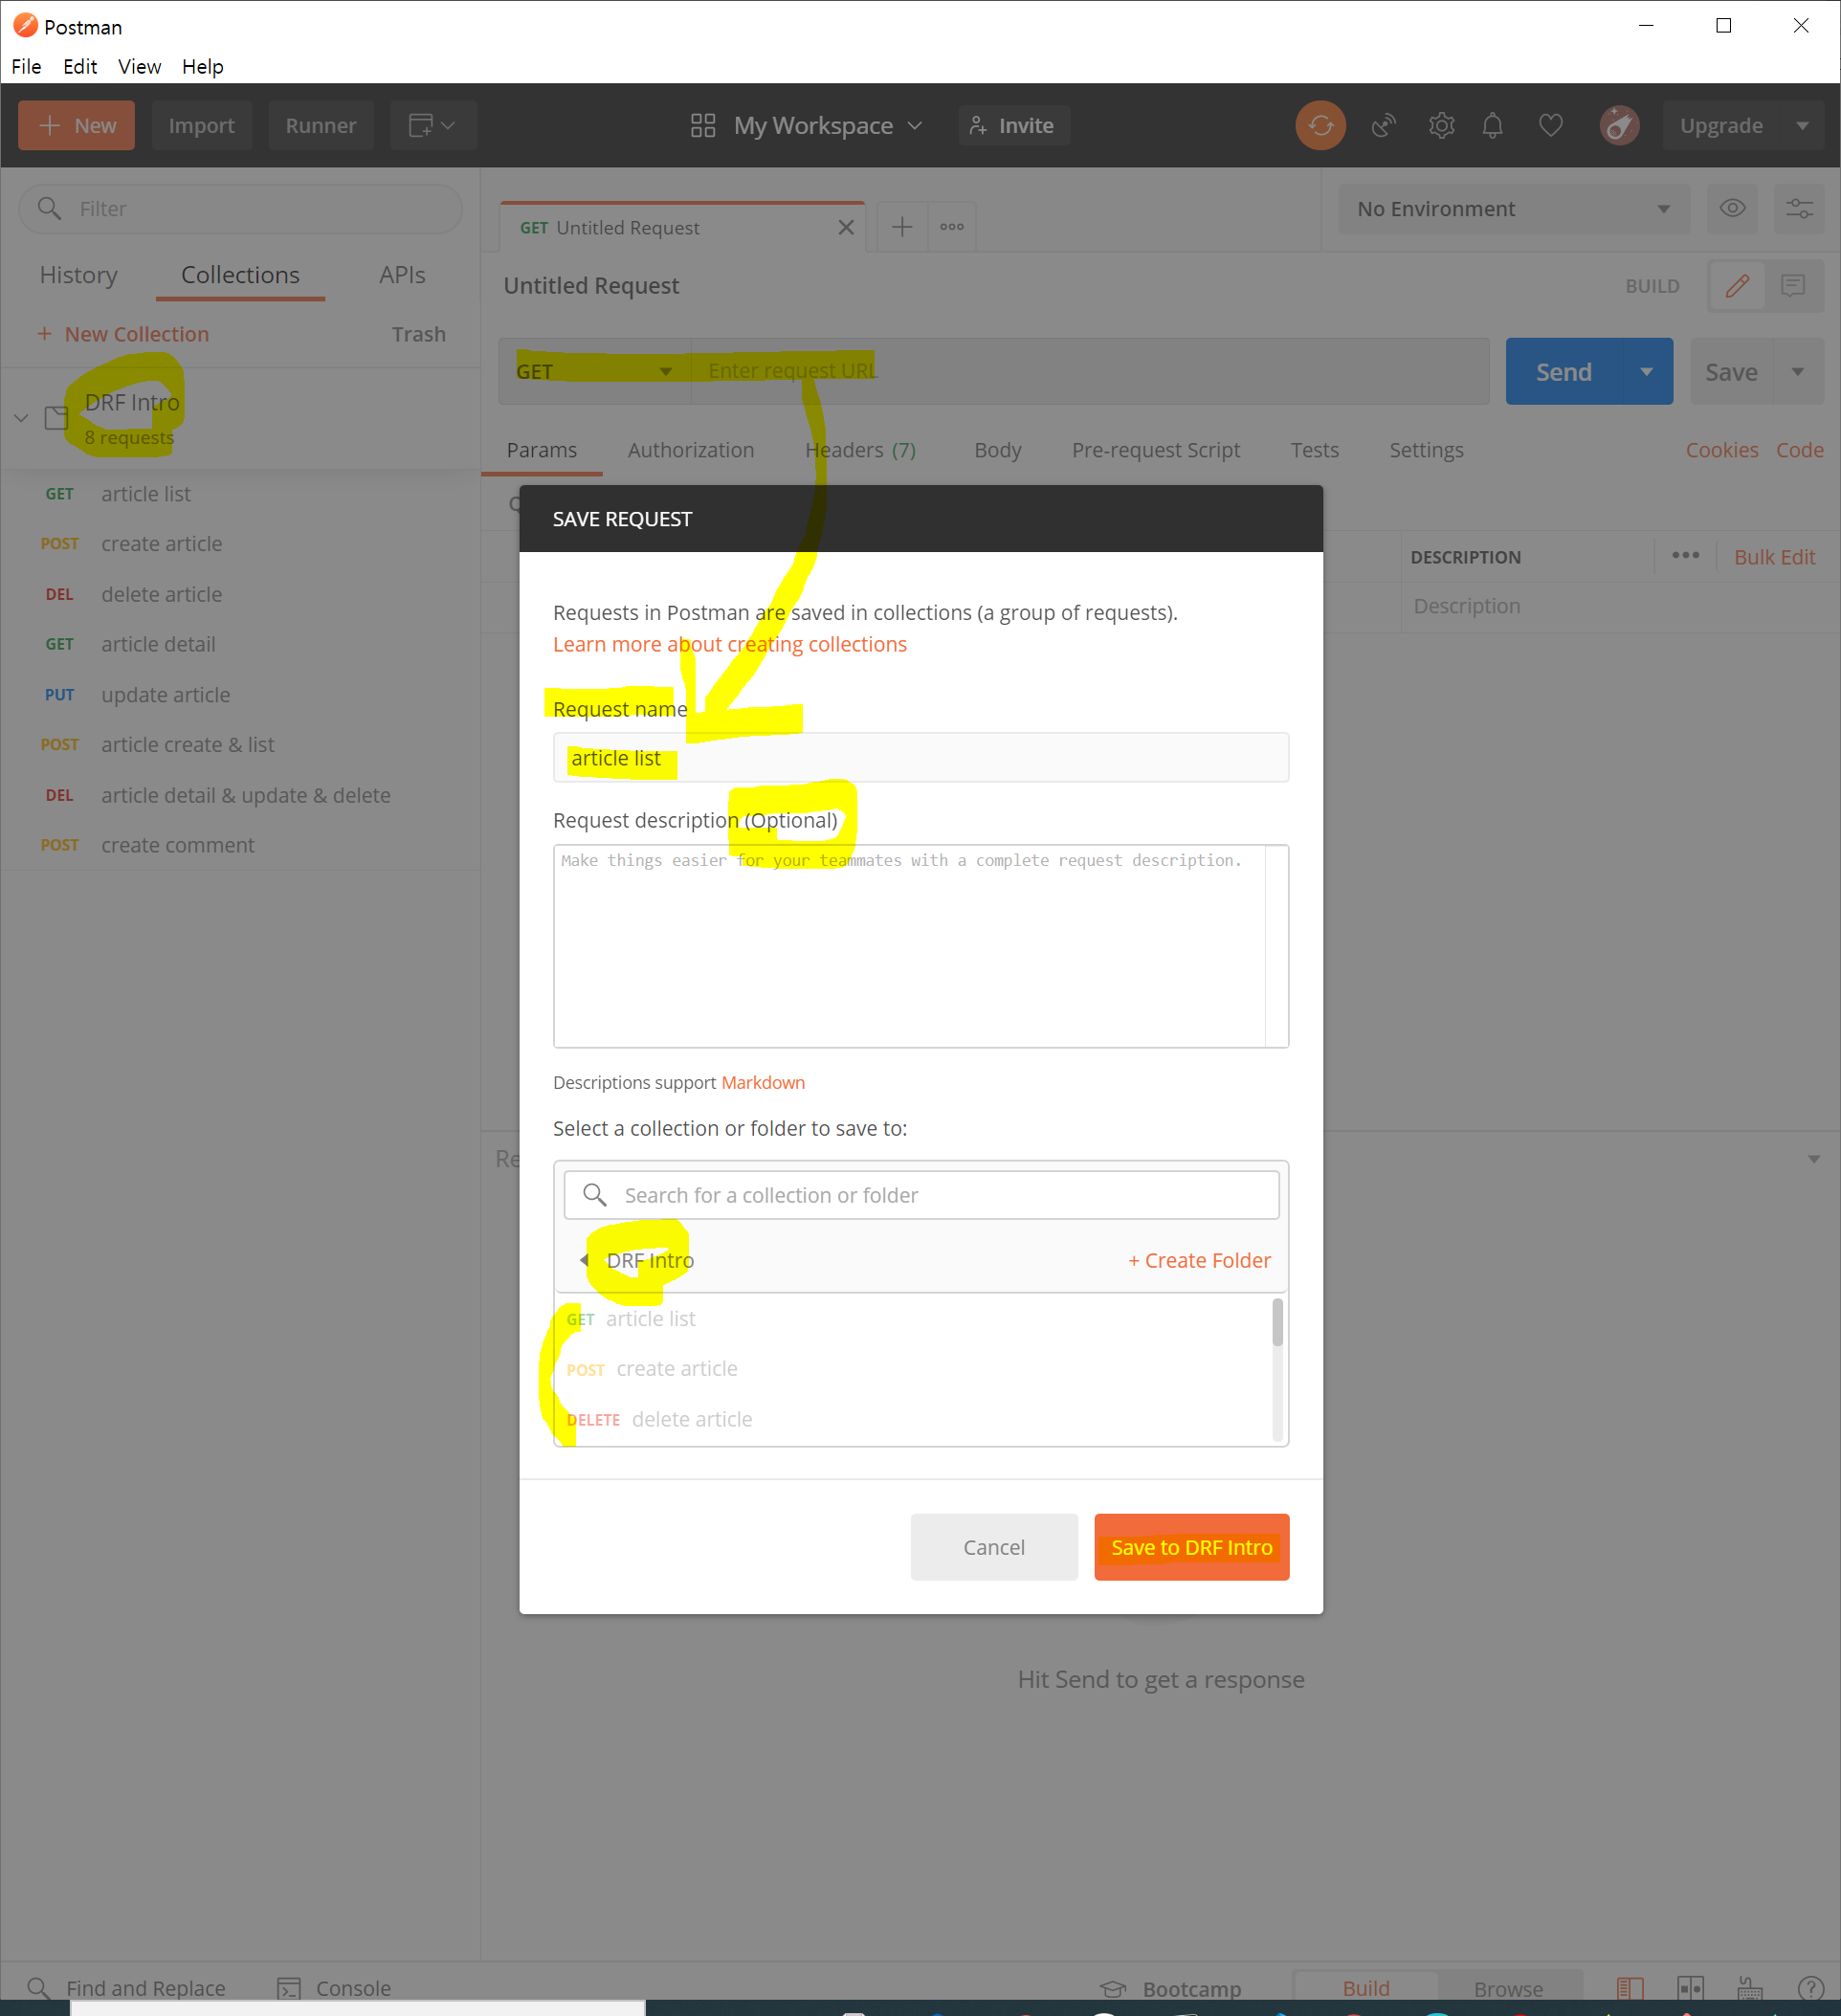 Postman
File Edit View Help
New Import Runner My Workspace Invite Upgrade
Filter
History Collections APIs
+ New Collection Trash
DRF Intro
8 requests
GET article list
POST create article
DEL delete article
GET article detail
PUT update article
POST article create & list
DEL article detail & update & delete
POST create comment
GET Untitled Request
No Environment
Untitled Request
BUILD
GET Enter request URL Send Save
Params Authorization Headers (7) Body Pre-request Script Tests Settings Cookies Code
DESCRIPTION Bulk Edit
Description
SAVE REQUEST
Requests in Postman are saved in collections (a group of requests).
Learn more about creating collections
Request name
article list
Request description (Optional)
Make things easier for your teammates with a complete request description.
Descriptions support Markdown
Select a collection or folder to save to:
Search for a collection or folder
DRF Intro + Create Folder
GET article list
POST create article
DELETE delete article
Cancel Save to DRF Intro
Hit Send to get a response
Find and Replace Console Bootcamp Build Browse